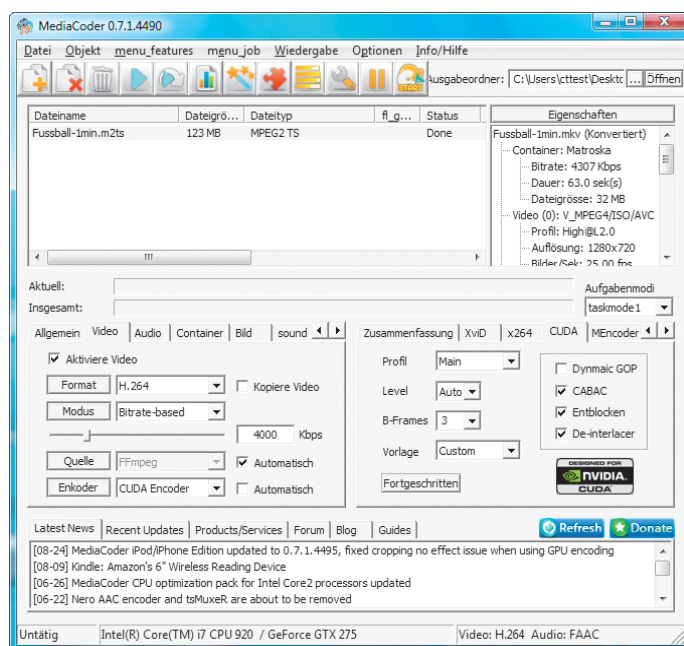 MediaCoder 0.7.1.4490
Datei Objekt menu_features menu_job Wiedergabe Optionen Info/Hilfe
START Ausgabeordner: C:\Users\cttest\Deskto ... Öffnen
Dateiname Dateigrö... Dateityp fl_g... Status
Fussball-1min.m2ts 123 MB MPEG2 TS Done
Eigenschaften
Fussball-1min.mkv (Konvertiert)
Container: Matroska
Bitrate: 4307 Kbps
Dauer: 63.0 sek(s)
Dateigrösse: 32 MB
Video (0): V_MPEG4/ISO/AVC
Profil: High@L2.0
Auflösung: 1280x720
Bilder/Sek: 25.00 fps
Aktuell:
Insgesamt:
Aufgabenmodi
taskmode1
Allgemein Video Audio Container Bild sound
Aktiviere Video
Format H.264 Kopiere Video
Modus Bitrate-based
4000 Kbps
Quelle FFmpeg Automatisch
Enkoder CUDA Encoder Automatisch
Zusammenfassung XviD x264 CUDA MEncoder
Profil Main
Level Auto
B-Frames 3
Vorlage Custom
Fortgeschritten
Dynmaic GOP
CABAC
Entblocken
De-interlacer
DESIGNED FOR
NVIDIA.
CUDA
Latest News Recent Updates Products/Services Forum Blog Guides Refresh Donate
[08-24] MediaCoder iPod/iPhone Edition updated to 0.7.1.4495, fixed cropping no effect issue when using GPU encoding
[08-09] Kindle: Amazon's 6" Wireless Reading Device
[06-26] MediaCoder CPU optimization pack for Intel Core2 processors updated
[06-22] Nero AAC encoder and tsMuxeR are about to be removed
Untätig Intel(R) Core(TM) i7 CPU 920 / GeForce GTX 275 Video: H.264 Audio: FAAC